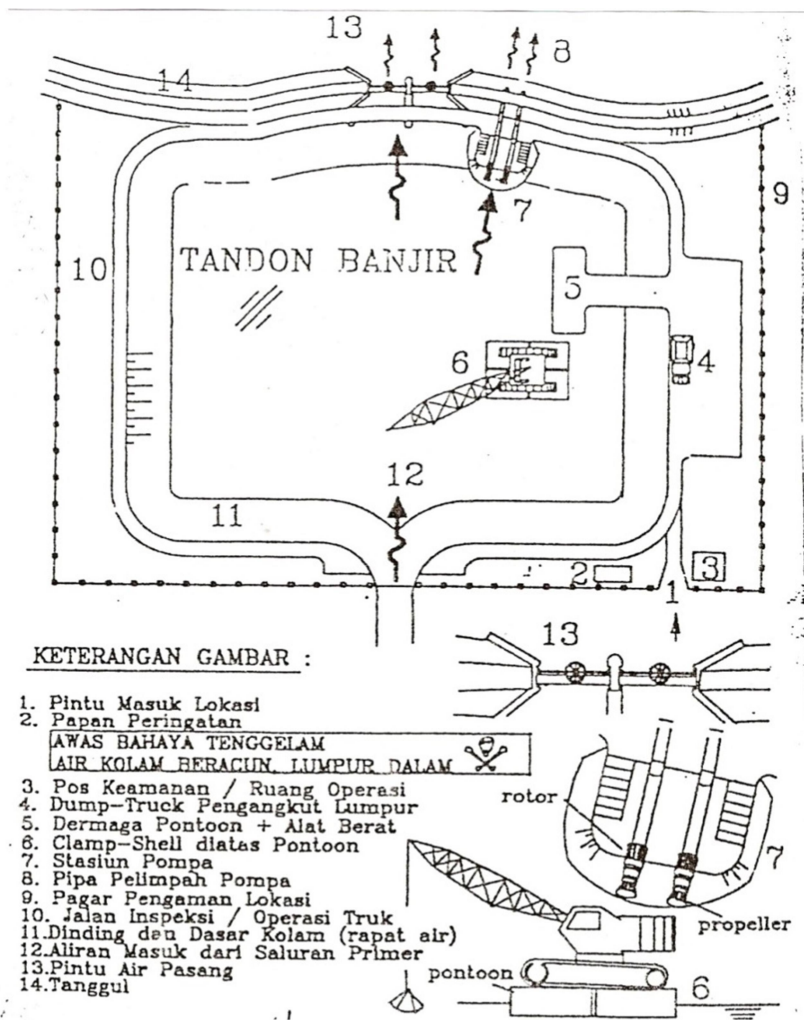 13
8
14
9
7
10
TANDON BANJIR
5
6
4
12
11
2
3
1
13
KETERANGAN GAMBAR :
1. Pintu Masuk Lokasi
2. Papan Peringatan
AWAS BAHAYA TENGGELAM
AIR KOLAM BERACUN, LUMPUR DALAM
3. Pos Keamanan / Ruang Operasi
4. Dump-Truck Pengangkut Lumpur
5. Dermaga Pontoon + Alat Berat
6. Clamp-Shell diatas Pontoon
7. Stasiun Pompa
8. Pipa Pelimpah Pompa
9. Pagar Pengaman Lokasi
10. Jalan Inspeksi / Operasi Truk
11.Dinding dan Dasar Kolam (rapat air)
12.Aliran Masuk dari Saluran Primer
13.Pintu Air Pasang
14.Tanggul
rotor
7
propeller
pontoon
6